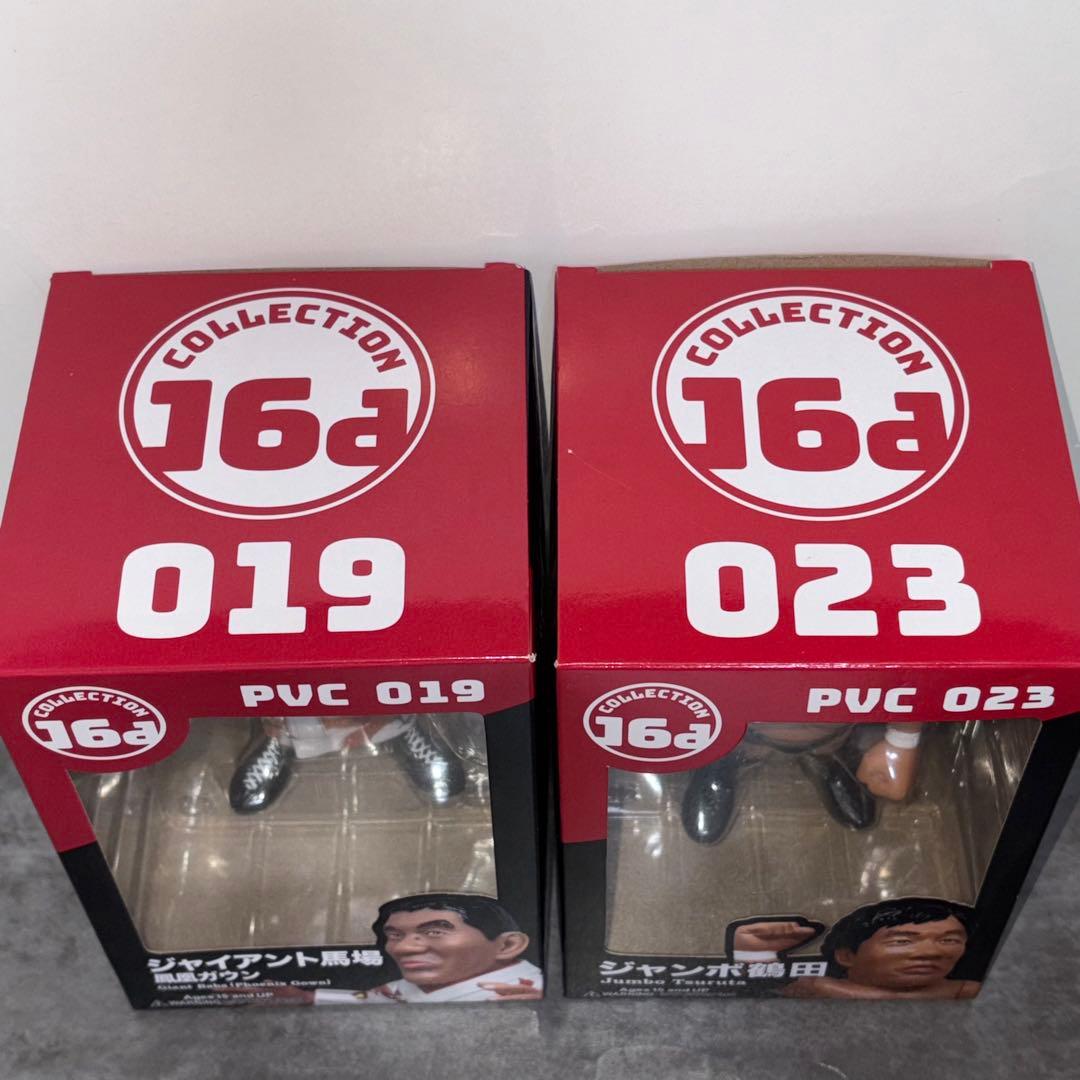 COLLECTION
16d
019
COLLECTION
16d
PVC 019
ジャイアント馬場
鳳凰ガウン
Giant Baba [Phoenix Gown]
Ages 15 and UP
WARNING
COLLECTION
16d
023
COLLECTION
16d
PVC 023
ジャンボ鶴田
Jumbo Tsuruta
Ages 15 and UP
WARNING